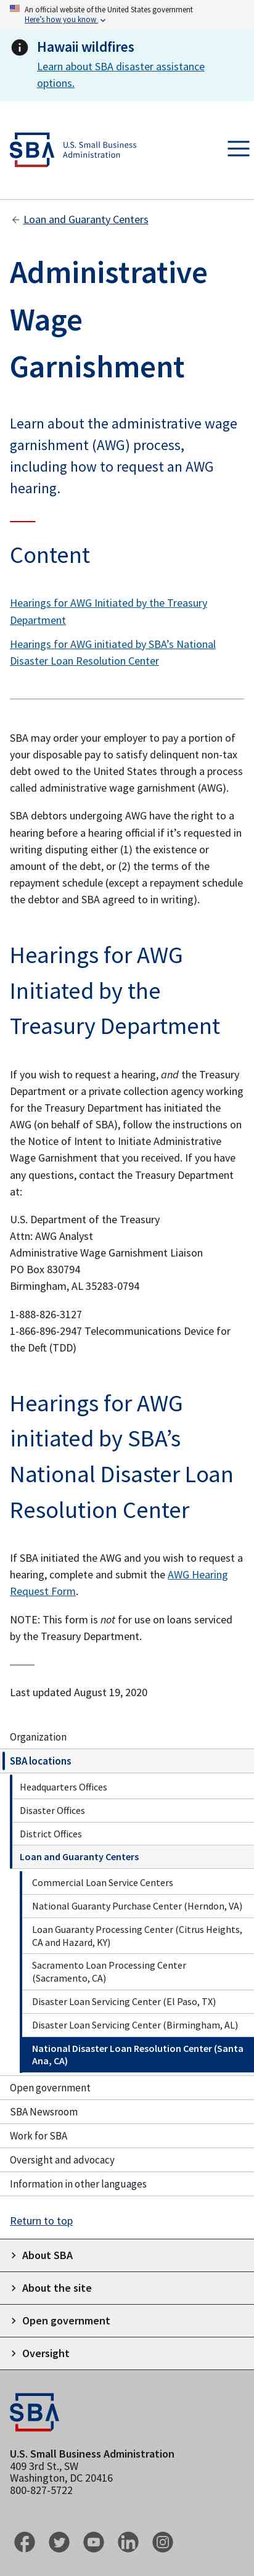 An official website of the United States government
Here's how you know
Hawaii wildfires
Learn about SBA disaster assistance
options.
SBA
U.S. Small Business
Administration
Loan and Guaranty Centers
Administrative
Wage
Garnishment
Learn about the administrative wage
garnishment (AWG) process,
including how to request an AWG
hearing.
Content
Hearings for AWG Initiated by the Treasury
Department
Hearings for AWG initiated by SBA’s National
Disaster Loan Resolution Center
SBA may order your employer to pay a portion of
your disposable pay to satisfy delinquent non-tax
debt owed to the United States through a process
called administrative wage garnishment (AWG).
SBA debtors undergoing AWG have the right to a
hearing before a hearing official if it’s requested in
writing disputing either (1) the existence or
amount of the debt, or (2) the terms of the
repayment schedule (except a repayment schedule
the debtor and SBA agreed to in writing).
Hearings for AWG
Initiated by the
Treasury Department
If you wish to request a hearing, and the Treasury
Department or a private collection agency working
for the Treasury Department has initiated the
AWG (on behalf of SBA), follow the instructions on
the Notice of Intent to Initiate Administrative
Wage Garnishment that you received. If you have
any questions, contact the Treasury Department
at:
U.S. Department of the Treasury
Attn: AWG Analyst
Administrative Wage Garnishment Liaison
PO Box 830794
Birmingham, AL 35283-0794
1-888-826-3127
1-866-896-2947 Telecommunications Device for
the Deft (TDD)
Hearings for AWG
initiated by SBA’s
National Disaster Loan
Resolution Center
If SBA initiated the AWG and you wish to request a
hearing, complete and submit the AWG Hearing
Request Form.
NOTE: This form is not for use on loans serviced
by the Treasury Department.
Last updated August 19, 2020
Organization
SBA locations
Headquarters Offices
Disaster Offices
District Offices
Loan and Guaranty Centers
Commercial Loan Service Centers
National Guaranty Purchase Center (Herndon, VA)
Loan Guaranty Processing Center (Citrus Heights,
CA and Hazard, KY)
Sacramento Loan Processing Center
(Sacramento, CA)
Disaster Loan Servicing Center (El Paso, TX)
Disaster Loan Servicing Center (Birmingham, AL)
National Disaster Loan Resolution Center (Santa
Ana, CA)
Open government
SBA Newsroom
Work for SBA
Oversight and advocacy
Information in other languages
Return to top
About SBA
About the site
Open government
Oversight
SBA
U.S. Small Business Administration
409 3rd St., SW
Washington, DC 20416
800-827-5722